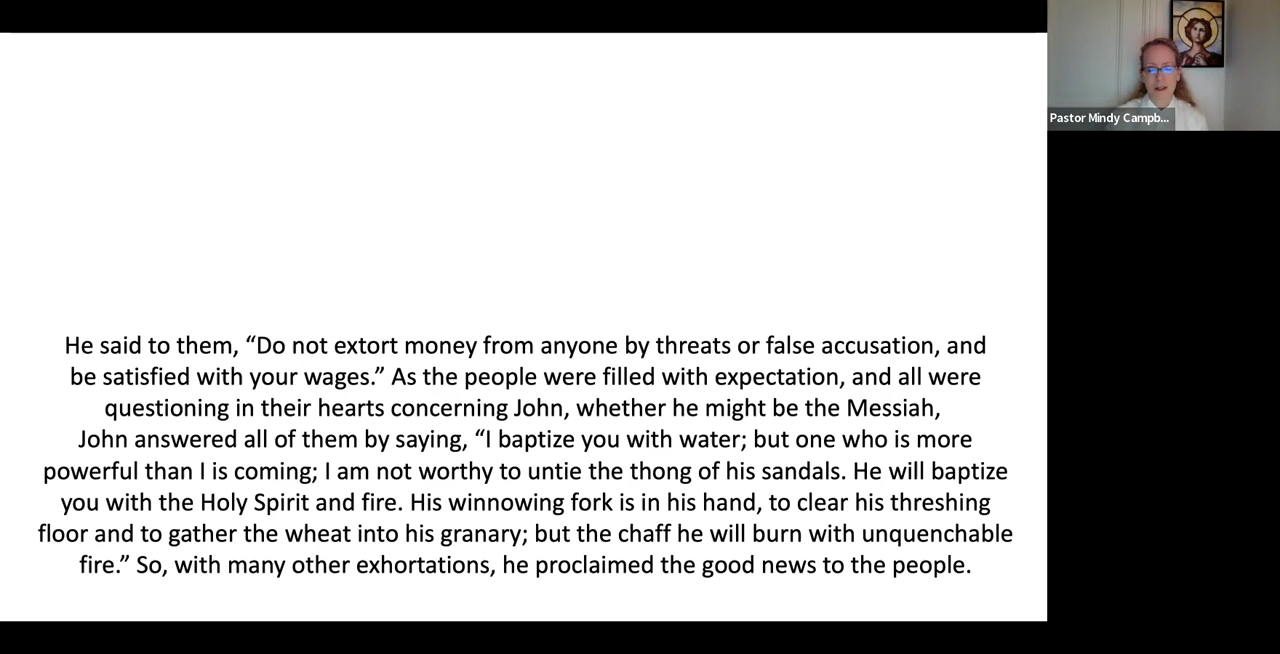 Pastor Mindy Campb...
He said to them, “Do not extort money from anyone by threats or false accusation, and
be satisfied with your wages.” As the people were filled with expectation, and all were
questioning in their hearts concerning John, whether he might be the Messiah,
John answered all of them by saying, “I baptize you with water; but one who is more
powerful than I is coming; I am not worthy to untie the thong of his sandals. He will baptize
you with the Holy Spirit and fire. His winnowing fork is in his hand, to clear his threshing
floor and to gather the wheat into his granary; but the chaff he will burn with unquenchable
fire.” So, with many other exhortations, he proclaimed the good news to the people.